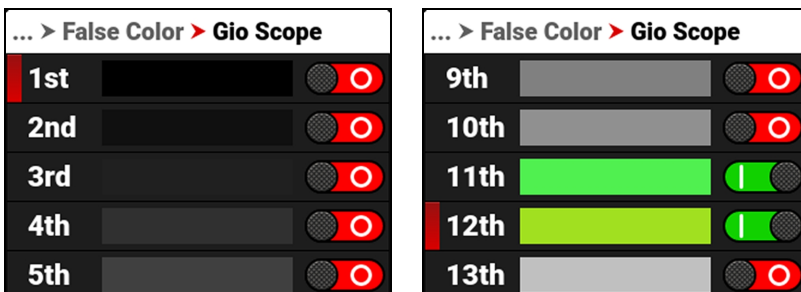 ... > False Color > Gio Scope
1st
2nd
3rd
4th
5th
... > False Color > Gio Scope
9th
10th
11th
12th
13th